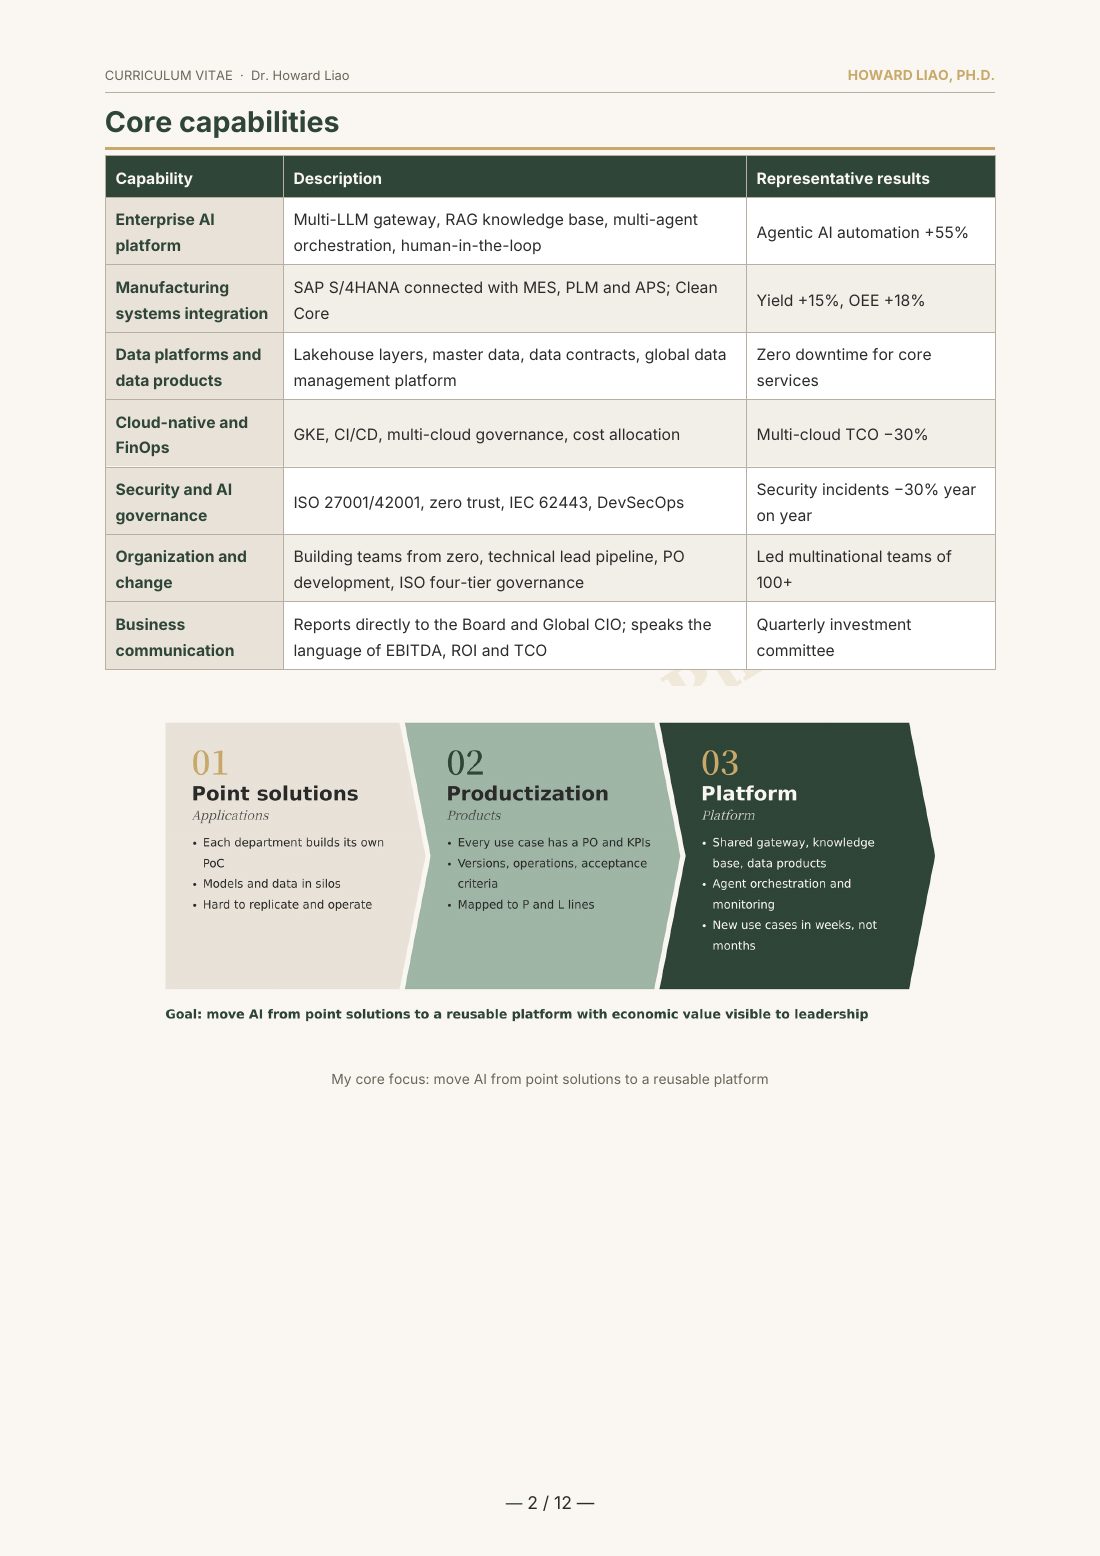 CURRICULUM VITAE · Dr. Howard Liao
HOWARD LIAO, PH.D.
Core capabilities
Capability
Description
Representative results
Enterprise AI
platform
Multi-LLM gateway, RAG knowledge base, multi-agent
orchestration, human-in-the-loop
Agentic AI automation +55%
Manufacturing
systems integration
SAP S/4HANA connected with MES, PLM and APS; Clean
Core
Yield +15%, OEE +18%
Data platforms and
data products
Lakehouse layers, master data, data contracts, global data
management platform
Zero downtime for core
services
Cloud-native and
FinOps
GKE, CI/CD, multi-cloud governance, cost allocation
Multi-cloud TCO −30%
Security and AI
governance
ISO 27001/42001, zero trust, IEC 62443, DevSecOps
Security incidents −30% year
on year
Organization and
change
Building teams from zero, technical lead pipeline, PO
development, ISO four-tier governance
Led multinational teams of
100+
Business
communication
Reports directly to the Board and Global CIO; speaks the
language of EBITDA, ROI and TCO
Quarterly investment
committee
01
Point solutions
Applications
• Each department builds its own
PoC
• Models and data in silos
• Hard to replicate and operate
02
Productization
Products
• Every use case has a PO and KPIs
• Versions, operations, acceptance
criteria
• Mapped to P and L lines
03
Platform
Platform
• Shared gateway, knowledge
base, data products
• Agent orchestration and
monitoring
• New use cases in weeks, not
months
Goal: move AI from point solutions to a reusable platform with economic value visible to leadership
My core focus: move AI from point solutions to a reusable platform
— 2 / 12 —